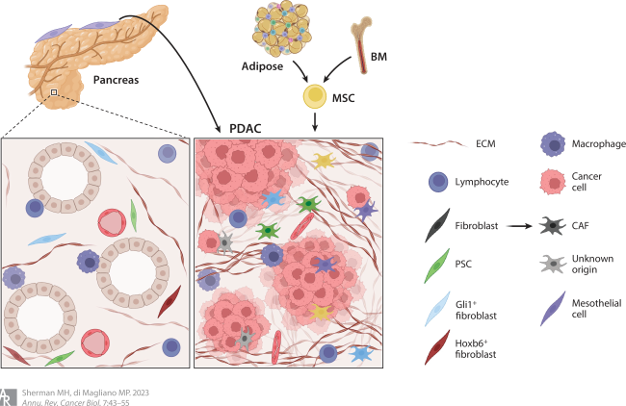 Adipose
BM
Pancreas
MSC
PDAC
ECM
Macrophage
Lymphocyte
Cancer
cell
Fibroblast
CAF
PSC
Unknown
origin
Gli1⁺
fibroblast
Mesothelial
cell
Hoxb6⁺
fibroblast
AR
Sherman MH, di Magliano MP. 2023
Annu. Rev. Cancer Biol. 7:43–55